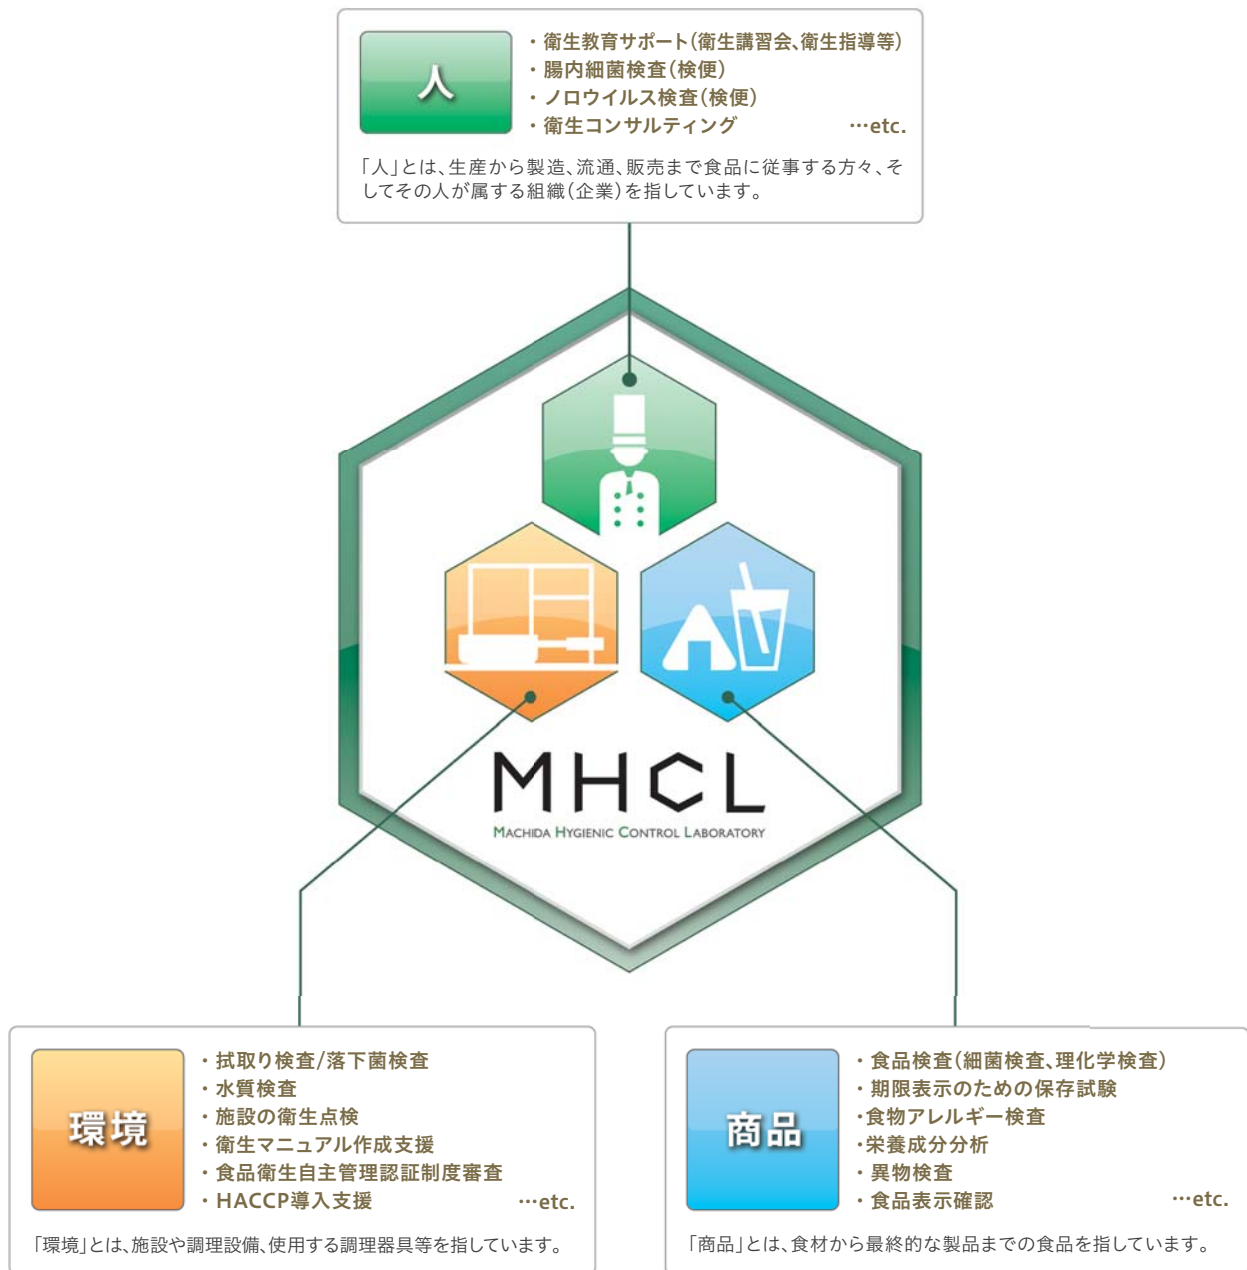 人
・ 衛生教育サポート（衛生講習会、衛生指導等）
・ 腸内細菌検査（検便）
・ ノロウイルス検査（検便）
・ 衛生コンサルティング …etc.
「人」とは、生産から製造、流通、販売まで食品に従事する方々、そ
してその人が属する組織（企業）を指しています。
MHCL
MACHIDA HYGIENIC CONTROL LABORATORY
環境
・ 拭取り検査/落下菌検査
・ 水質検査
・ 施設の衛生点検
・ 衛生マニュアル作成支援
・ 食品衛生自主管理認証制度審査
・ HACCP導入支援 …etc.
「環境」とは、施設や調理設備、使用する調理器具等を指しています。
商品
・ 食品検査（細菌検査、理化学検査）
・ 期限表示のための保存試験
・食物アレルギー検査
・栄養成分分析
・ 異物検査
・ 食品表示確認 …etc.
「商品」とは、食材から最終的な製品までの食品を指しています。